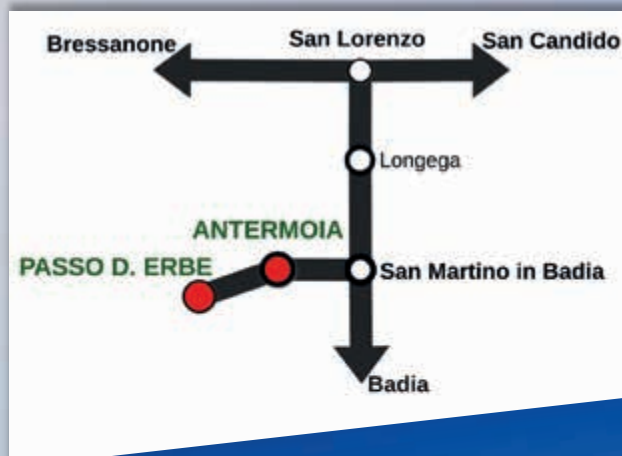 Bressanone
San Lorenzo
San Candido
Longega
ANTERMOIA
PASSO D. ERBE
San Martino in Badia
Badia